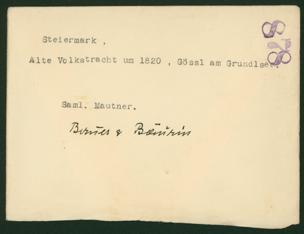 Steiermark ,
Alte Volkstracht um 1820 , Gössl am Grundlsee.
Saml. Mautner.
Bauer & Bäuerin